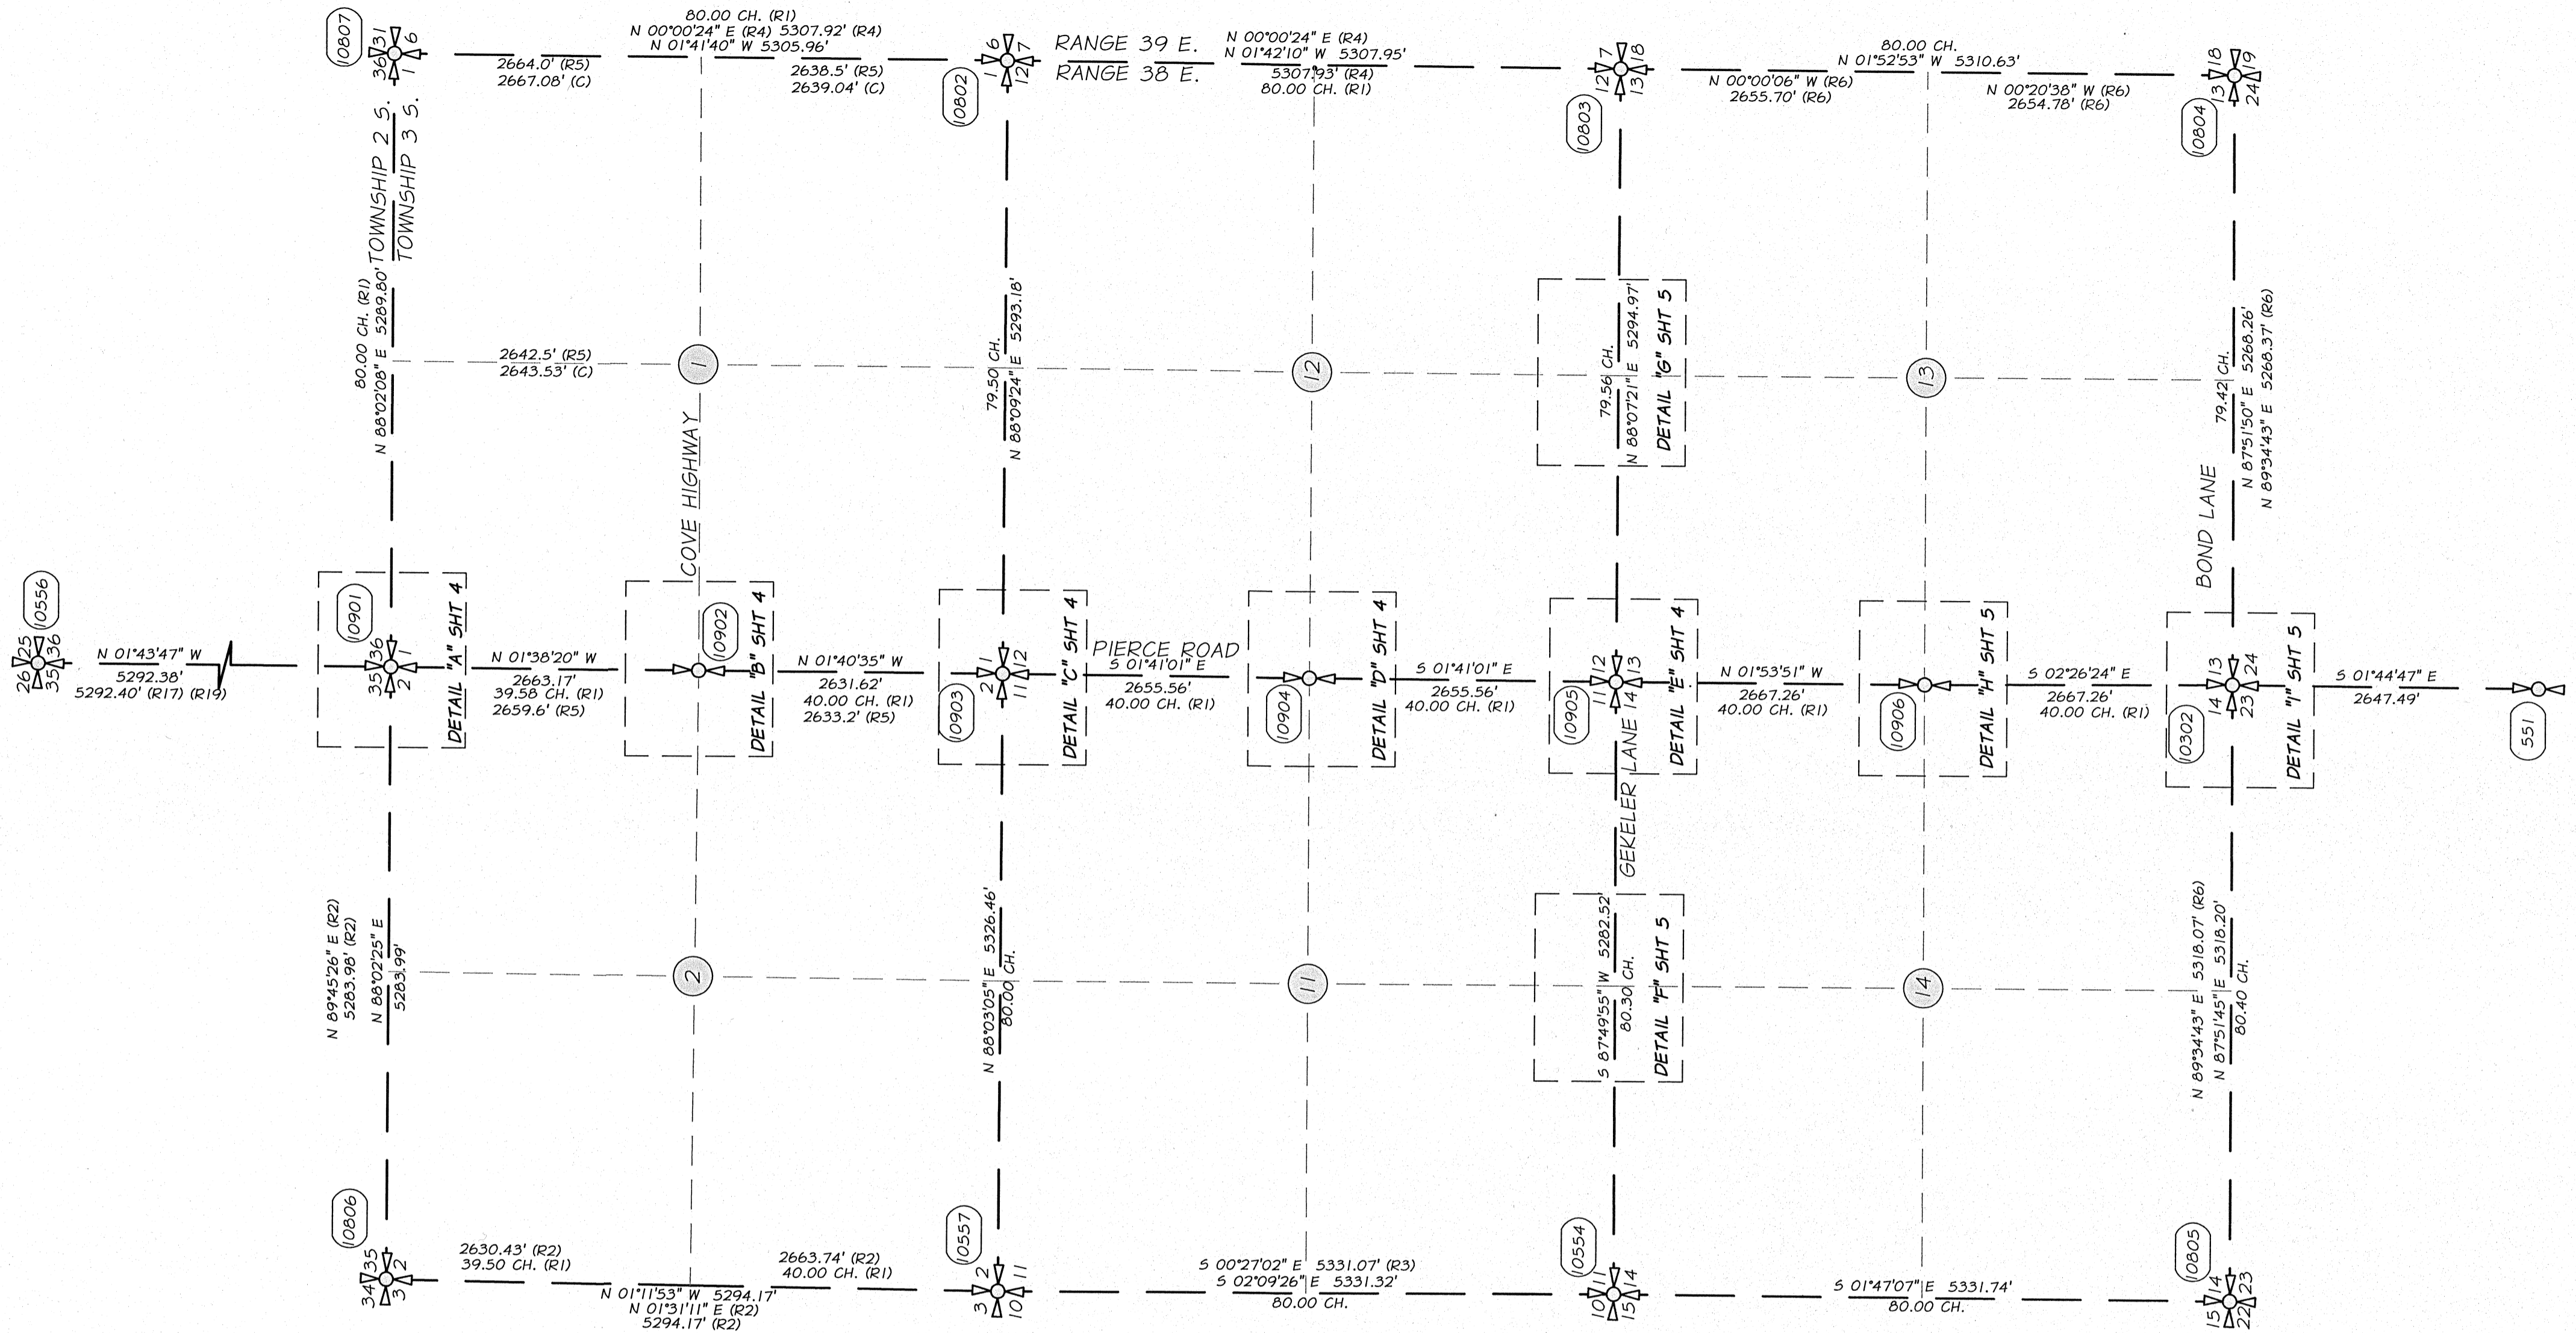 10807
36 31
1 6
80.00 CH. (R1)
N 00°00'24" E (R4) 5307.92' (R4)
N 01°41'40" W 5305.96'
2664.0' (R5)
2667.08' (C)
2638.5' (R5)
2639.04' (C)
10802
1 6
12 7
RANGE 39 E.
RANGE 38 E.
N 00°00'24" E (R4)
N 01°42'10" W 5307.95'
5307.93' (R4)
80.00 CH. (R1)
10803
12 7
13 18
80.00 CH.
N 01°52'53" W 5310.63'
N 00°00'06" W (R6)
2655.70' (R6)
N 00°20'38" W (R6)
2654.78' (R6)
10804
13 18
24 19
TOWNSHIP 2 S.
TOWNSHIP 3 S.
80.00 CH. (R1)
N 88°02'08" E 5289.80'
2642.5' (R5)
2643.53' (C)
1
COVE HIGHWAY
79.50 CH.
N 88°09'24" E 5293.18'
12
79.56 CH.
N 88°07'21" E 5294.97'
DETAIL "G" SHT 5
13
79.42 CH.
N 87°51'50" E 5268.26'
N 89°34'43" E 5268.37' (R6)
BOND LANE
10556
26 25
35 36
N 01°43'47" W
5292.38'
5292.40' (R17) (R19)
10901
35 36
2 1
DETAIL "A" SHT 4
N 01°38'20" W
2663.17'
39.58 CH. (R1)
2659.6' (R5)
10902
DETAIL "B" SHT 4
N 01°40'35" W
2631.62'
40.00 CH. (R1)
2633.2' (R5)
10903
2 1
11 12
DETAIL "C" SHT 4
PIERCE ROAD
S 01°41'01" E
2655.56'
40.00 CH. (R1)
10904
DETAIL "D" SHT 4
S 01°41'01" E
2655.56'
40.00 CH. (R1)
10905
11 12
14 13
DETAIL "E" SHT 4
GEKELER LANE
N 01°53'51" W
2667.26'
40.00 CH. (R1)
10906
DETAIL "H" SHT 5
S 02°26'24" E
2667.26'
40.00 CH. (R1)
10302
14 13
23 24
DETAIL "I" SHT 5
S 01°44'47" E
2647.49'
551
N 89°45'26" E (R2)
5283.98' (R2)
N 88°02'25" E
5283.99'
2
N 88°03'05" E 5326.46'
80.00 CH.
11
S 87°49'55" W 5282.52'
80.30 CH.
DETAIL "F" SHT 5
14
N 89°34'43" E 5318.07' (R6)
N 87°51'45" E 5318.20'
80.40 CH.
10806
34 35
3 2
2630.43' (R2)
39.50 CH. (R1)
2663.74' (R2)
40.00 CH. (R1)
N 01°11'53" W 5294.17'
N 01°31'11" E (R2)
5294.17' (R2)
10557
3 2
10 11
S 00°27'02" E 5331.07' (R3)
S 02°09'26" E 5331.32'
80.00 CH.
10554
10 11
15 14
S 01°47'07" E 5331.74'
80.00 CH.
10805
15 14
22 23